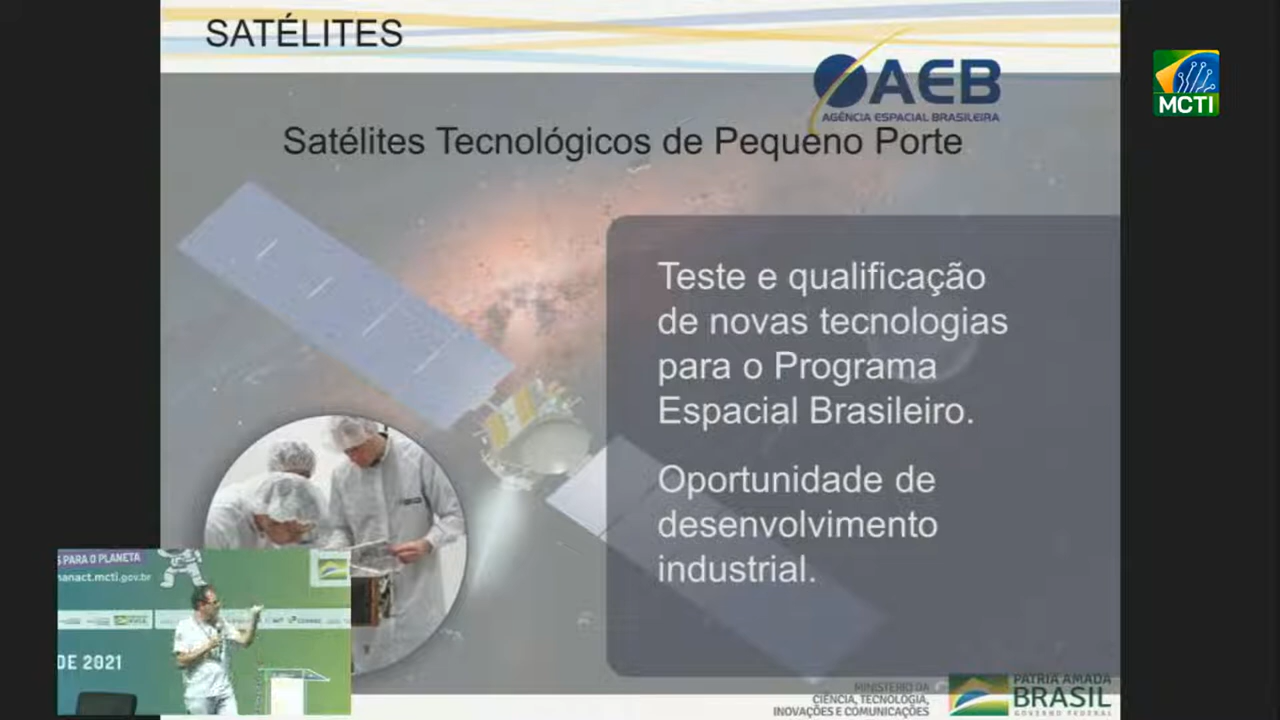 SATÉLITES
AEB
AGÊNCIA ESPACIAL BRASILEIRA
MCTI
Satélites Tecnológicos de Pequeno Porte
Teste e qualificação
de novas tecnologias
para o Programa
Espacial Brasileiro.
Oportunidade de
desenvolvimento
industrial.
S PARA O PLANETA
manact.mcti.gov.br
DE 2021
MINISTÉRIO DA
CIÊNCIA, TECNOLOGIA,
INOVAÇÕES E COMUNICAÇÕES
PÁTRIA AMADA
BRASIL
GOVERNO FEDERAL